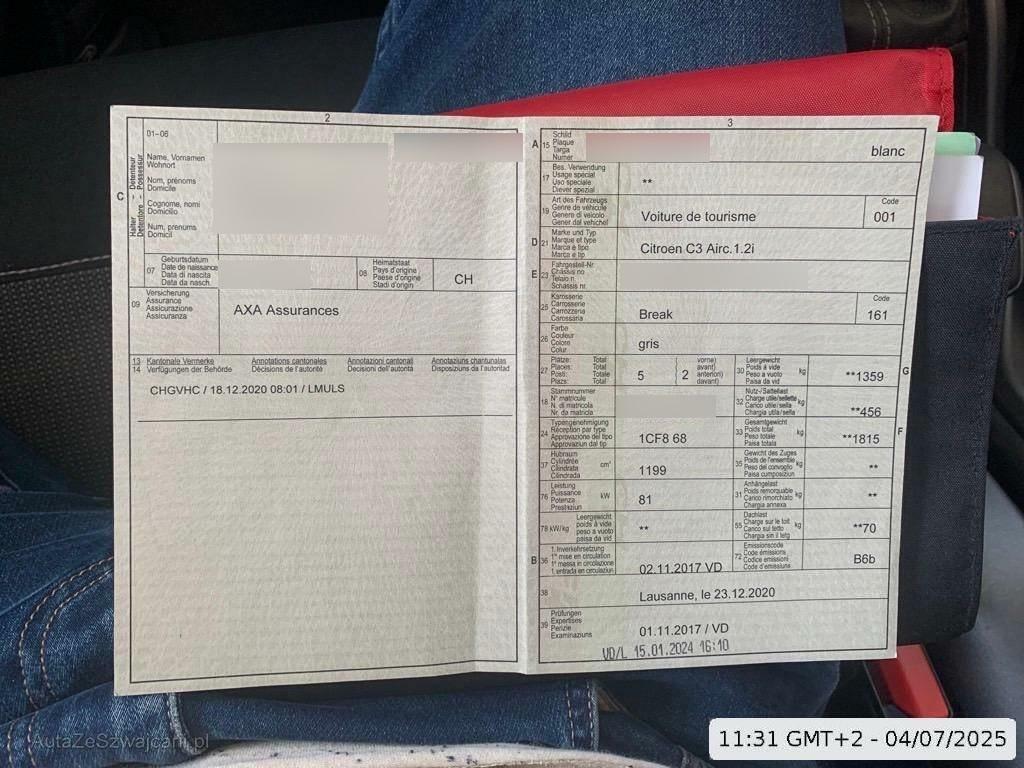 2
01-06
Name, Vornamen
Wohnort
Nom, prénoms
Domicile
Cognome, nomi
Domicilio
Num, prenums
Domicil
C
Halter - Détenteur
Detentore - Possessur
07
Geburtsdatum
Date de naissance
Data di nascita
Data da nasch.
08
Heimatstaat
Pays d'origine
Paese d'origine
Stadi d'origin
CH
09
Versicherung
Assurance
Assicurazione
Assicuranza
AXA Assurances
13
14
Kantonale Vermerke
Verfügungen der Behörde
Annotations cantonales
Décisions de l'autorité
Annotazioni cantonali
Decisioni dell'autorità
Annotaziuns chantunalas
Disposiziuns da l'autoritad
CHGVHC / 18.12.2020 08:01 / LMULS
3
A
15
Schild
Plaque
Targa
Numer
blanc
17
Bes. Verwendung
Usage spécial
Uso speciale
Diever spezial
**
19
Art des Fahrzeugs
Genre de véhicule
Genere di veicolo
Gener dal vehichel
Voiture de tourisme
Code
001
D
21
Marke und Typ
Marque et type
Marca e tipo
Marca e tip
Citroen C3 Airc.1.2i
E
23
Fahrgestell-Nr
Châssis no
Telaio n.
Schassis nr.
25
Karosserie
Carrosserie
Carrozzeria
Carossaria
Break
Code
161
26
Farbe
Couleur
Colore
Colur
gris
27
Plätze: Total
Places: Total
Posti: Totale
Plazs: Total
5
2
vorne)
avant)
anteriori)
davant)
30
Leergewicht
Poids à vide
Peso a vuoto
Paisa da vid
kg
**1359
G
18
Stammnummer
N° matricule
N. di matricola
Nr. da matricla
32
Nutz-/Sattellast
Charge utile/sellette
Carico utile/sella
Chargia utila/sella
kg
**456
24
Typengenehmigung
Réception par type
Approvazione del tipo
Approvaziun dal tip
1CF8 68
33
Gesamtgewicht
Poids total
Peso totale
Paisa totala
kg
**1815
F
37
Hubraum
Cylindrée
Cilindrata
Cilindrada
cm³
1199
35
Gewicht des Zuges
Poids de l'ensemble
Peso del convoglio
Paisa cumposiziun
kg
**
76
Leistung
Puissance
Potenza
Prestaziun
kW
81
31
Anhängelast
Poids remorquable
Carico rimorchiato
Chargia annexa
kg
**
78 kW/kg
Leergewicht
poids à vide
peso a vuoto
paisa da vid
**
55
Dachlast
Charge sur le toit
Carico sul tetto
Chargia sin il tetg
kg
**70
B
36
1. Inverkehrsetzung
1re mise en circulation
1a messa in circolazione
1. entrada en circulaziun
02.11.2017 VD
72
Emissionscode
Code émissions
Codice emissioni
Code d'emissiuns
B6b
38
Lausanne, le 23.12.2020
39
Prüfungen
Expertises
Perizie
Examinaziuns
01.11.2017 / VD
VD/L 15.01.2024 16:10
AutaZeSzwajcarii.pl
11:31 GMT+2 - 04/07/2025